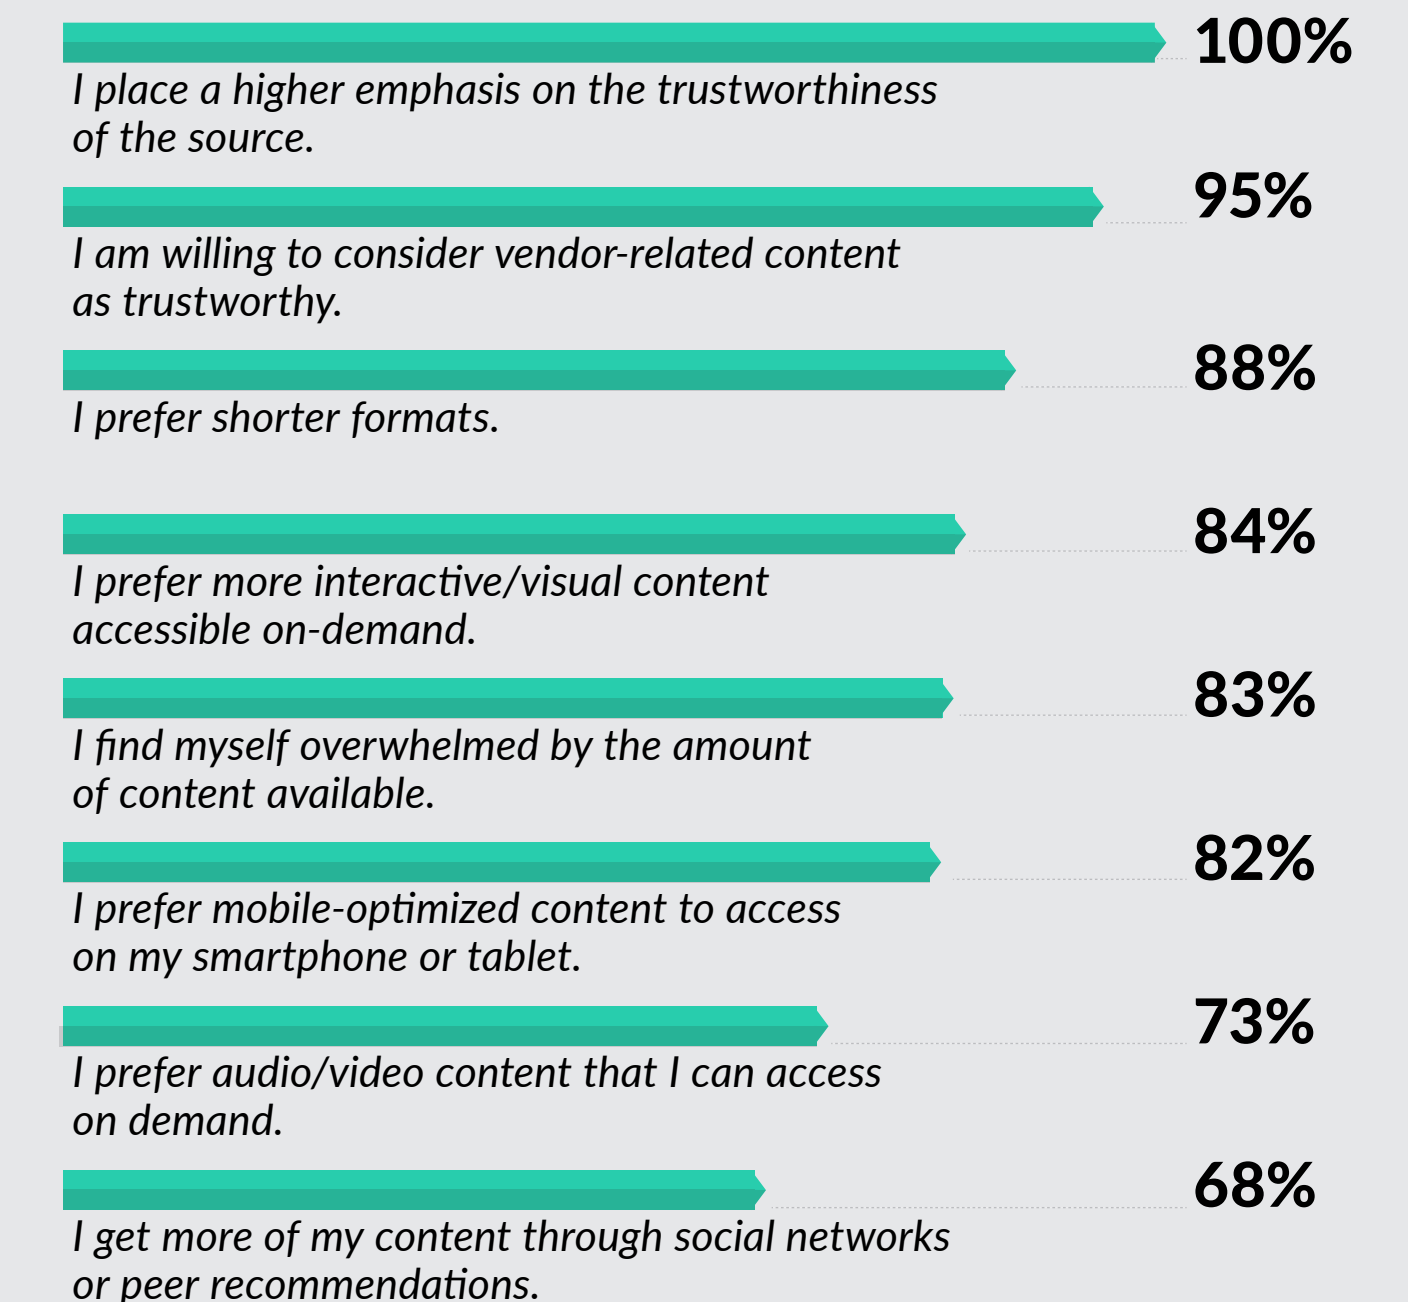 100%
I place a higher emphasis on the trustworthiness
of the source.
95%
I am willing to consider vendor-related content
as trustworthy.
88%
I prefer shorter formats.
84%
I prefer more interactive/visual content
accessible on-demand.
83%
I find myself overwhelmed by the amount
of content available.
82%
I prefer mobile-optimized content to access
on my smartphone or tablet.
73%
I prefer audio/video content that I can access
on demand.
68%
I get more of my content through social networks
or peer recommendations.